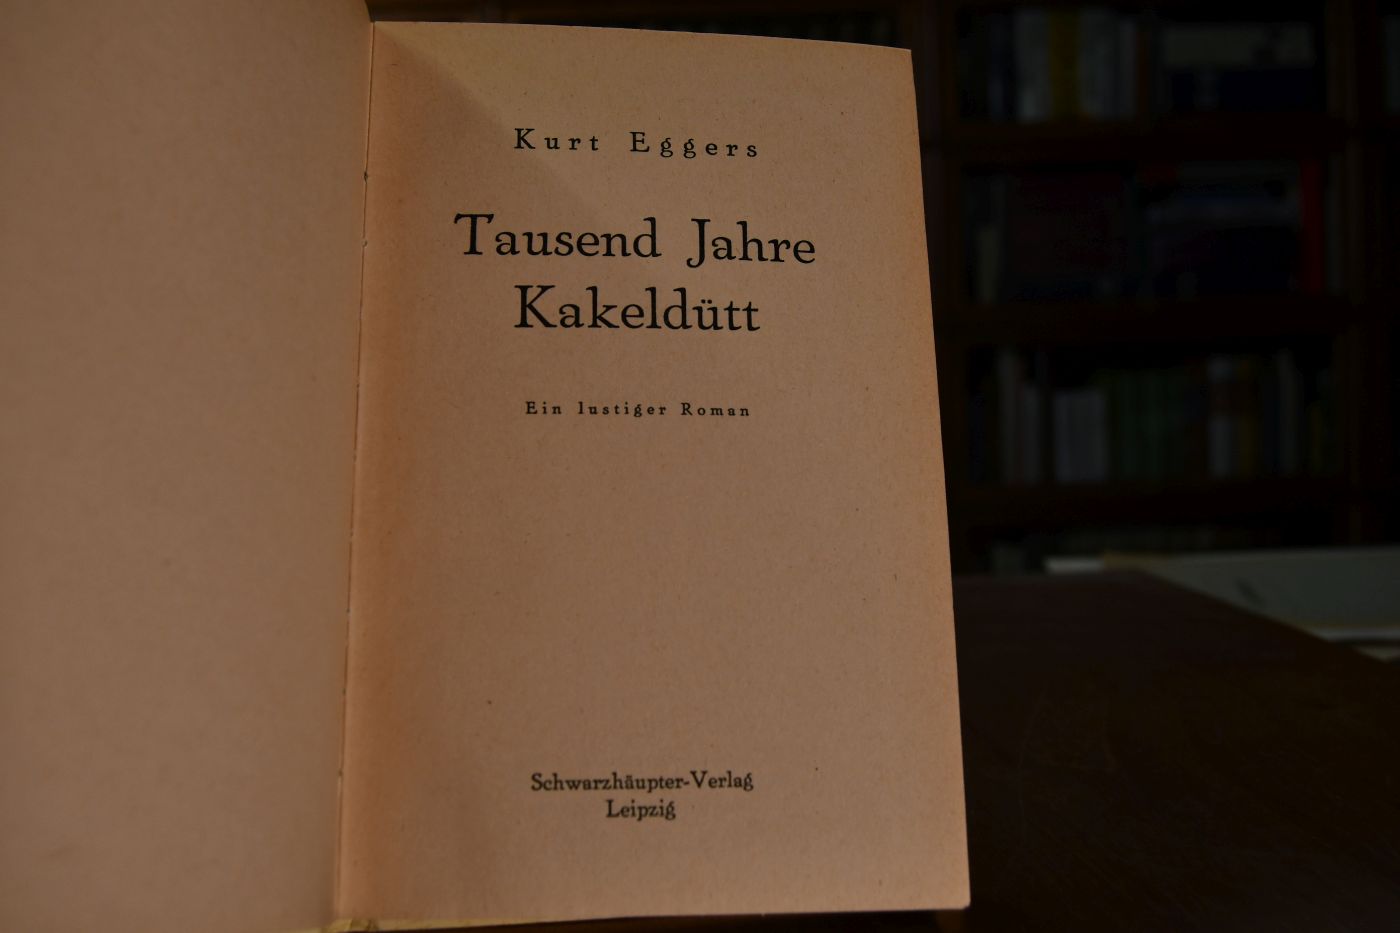 Kurt Eggers
Tausend Jahre
Kakeldütt
Ein lustiger Roman
Schwarzhäupter-Verlag
Leipzig